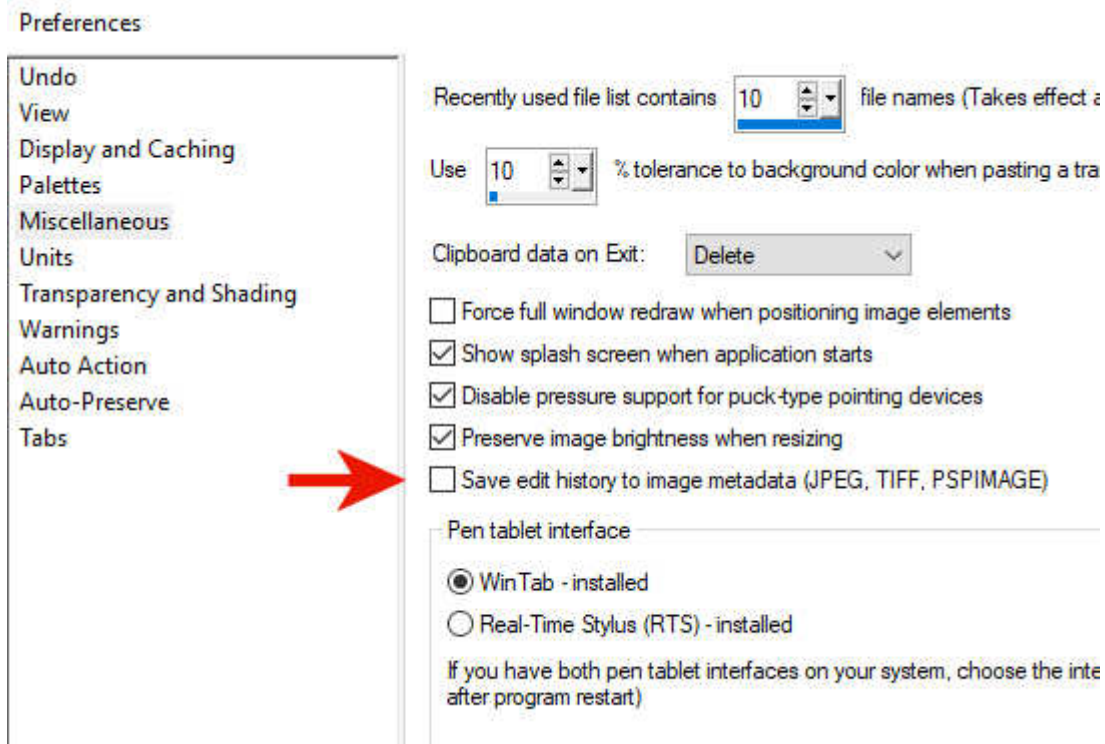 Preferences
Undo
View
Display and Caching
Palettes
Miscellaneous
Units
Transparency and Shading
Warnings
Auto Action
Auto-Preserve
Tabs
Recently used file list contains 10 file names (Takes effect a
Use 10 % tolerance to background color when pasting a tra
Clipboard data on Exit: Delete
Force full window redraw when positioning image elements
Show splash screen when application starts
Disable pressure support for puck-type pointing devices
Preserve image brightness when resizing
Save edit history to image metadata (JPEG, TIFF, PSPIMAGE)
Pen tablet interface
WinTab - installed
Real-Time Stylus (RTS) - installed
If you have both pen tablet interfaces on your system, choose the inte
after program restart)